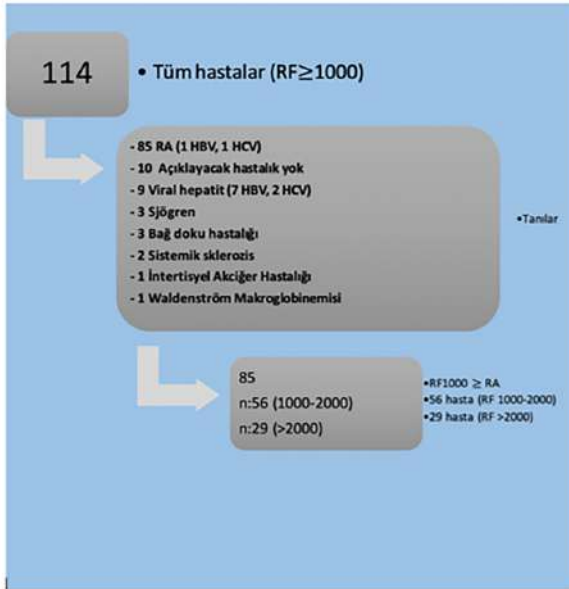 114
• Tüm hastalar (RF≥1000)
- 85 RA (1 HBV, 1 HCV)
- 10 Açıklayacak hastalık yok
- 9 Viral hepatit (7 HBV, 2 HCV)
- 3 Sjögren
- 3 Bağ doku hastalığı
- 2 Sistemik sklerozis
- 1 İntertisyel Akciğer Hastalığı
- 1 Waldenström Makroglobinemisi
•Tanılar
85
n:56 (1000-2000)
n:29 (>2000)
•RF1000 ≥ RA
•56 hasta (RF 1000-2000)
•29 hasta (RF >2000)